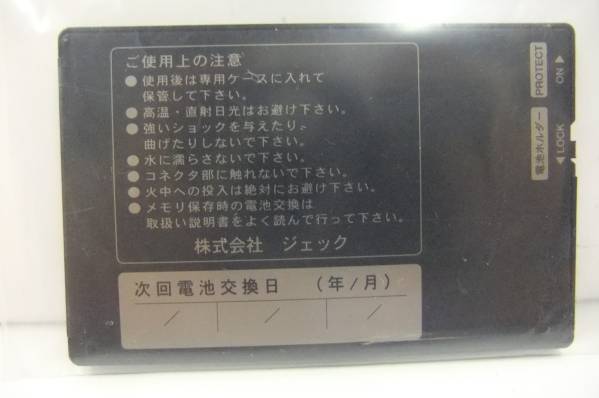 ご使用上の注意
● 使用後は専用ケースに入れて
保管して下さい。
● 高温・直射日光はお避け下さい。
● 強いショックを与えたり、
曲げたりしないで下さい。
● 水に濡らさないで下さい。
● コネクタ部に触れないで下さい。
● 火中への投入は絶対にお避け下さい。
● メモリ保存時の電池交換は
取扱い説明書をよく読んで行って下さい。
株式会社 ジェック
次回電池交換日 (年/月)
/ / /
電池ホルダー PROTECT
◀LOCK ON▶